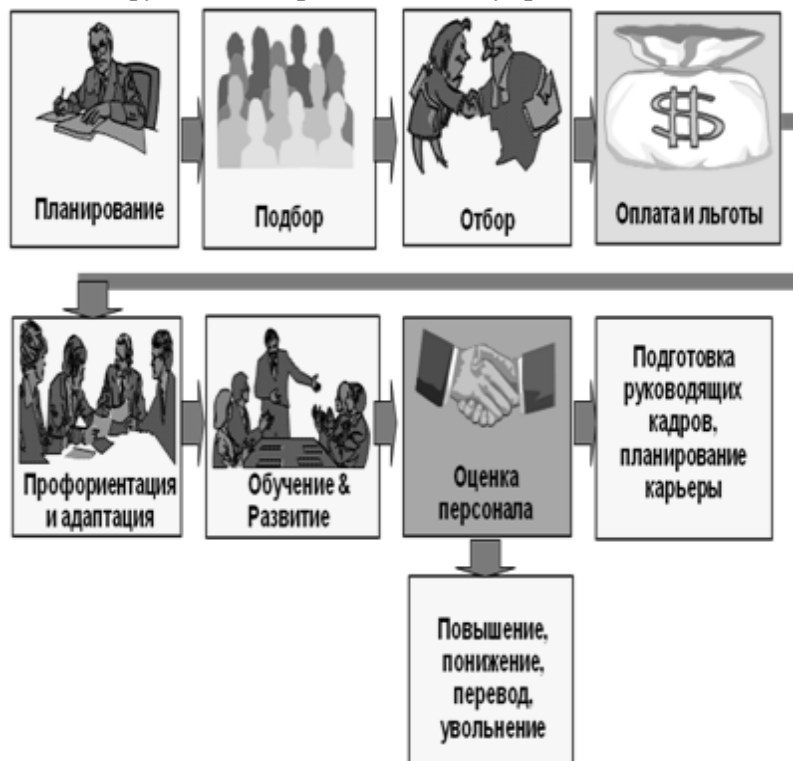 Планирование
Подбор
Отбор
Оплата и льготы
Профориентация
и адаптация
Обучение &
Развитие
Оценка
персонала
Подготовка
руководящих
кадров,
планирование
карьеры
Повышение,
понижение,
перевод,
увольнение